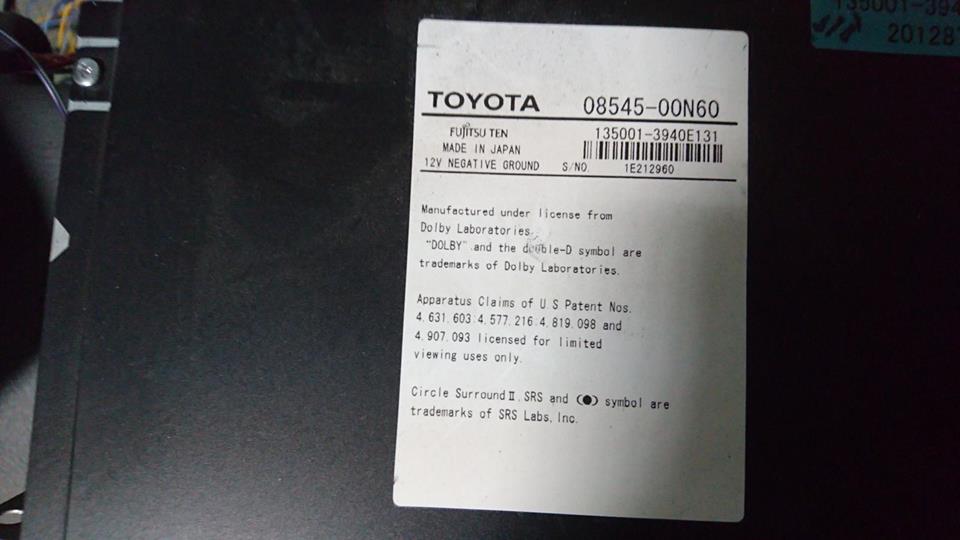 135001-394
20128
TOYOTA 08545-00N60
FUJITSU TEN 135001-3940E131
MADE IN JAPAN
12V NEGATIVE GROUND S/NO. 1E212960
Manufactured under license from
Dolby Laboratories.
"DOLBY" and the double-D symbol are
trademarks of Dolby Laboratories.
Apparatus Claims of U.S Patent Nos.
4.631.603:4.577.216:4.819.098 and
4.907.093 licensed for limited
viewing uses only.
Circle Surround Ⅱ, SRS and (●) symbol are
trademarks of SRS Labs, Inc.